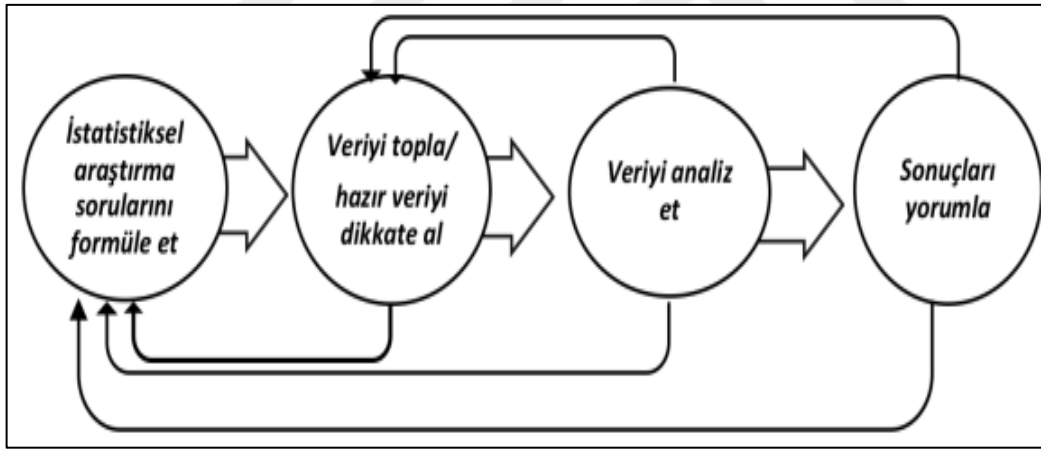 İstatistiksel
araştırma
sorularını
formüle et
Veriyi topla/
hazır veriyi
dikkate al
Veriyi analiz
et
Sonuçları
yorumla